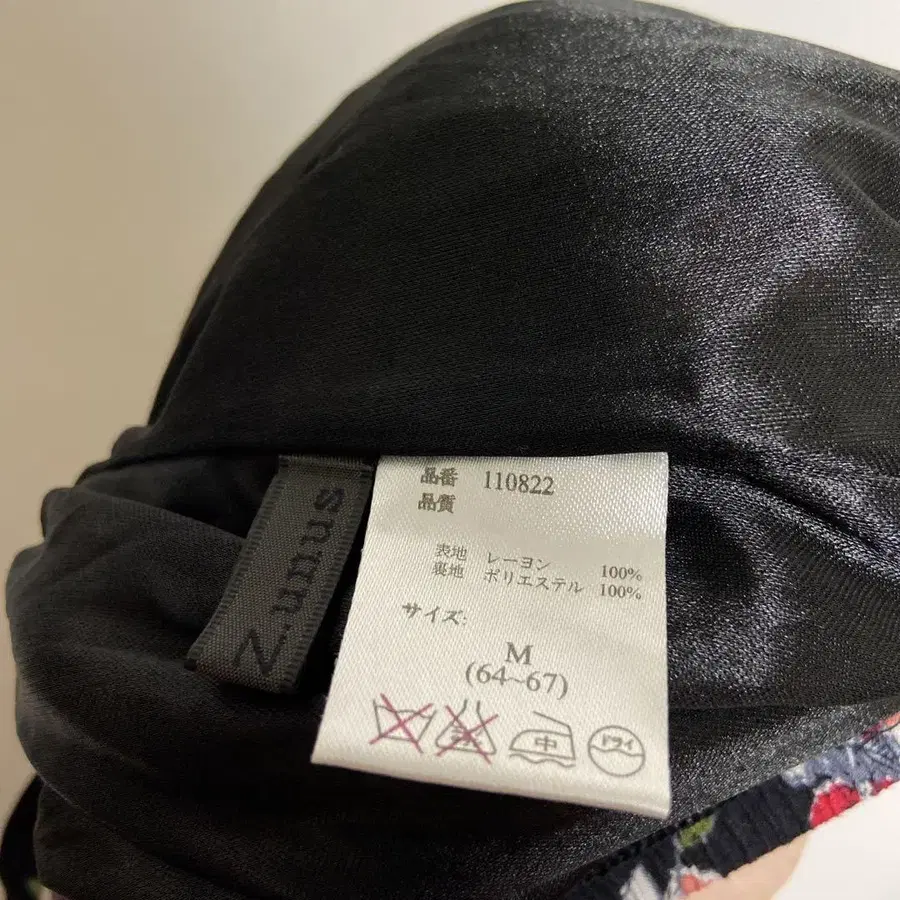 品番 110822
品質
表地 レーヨン 100%
裏地 ポリエステル 100%
サイズ:
M
(64~67)
中 ドライ